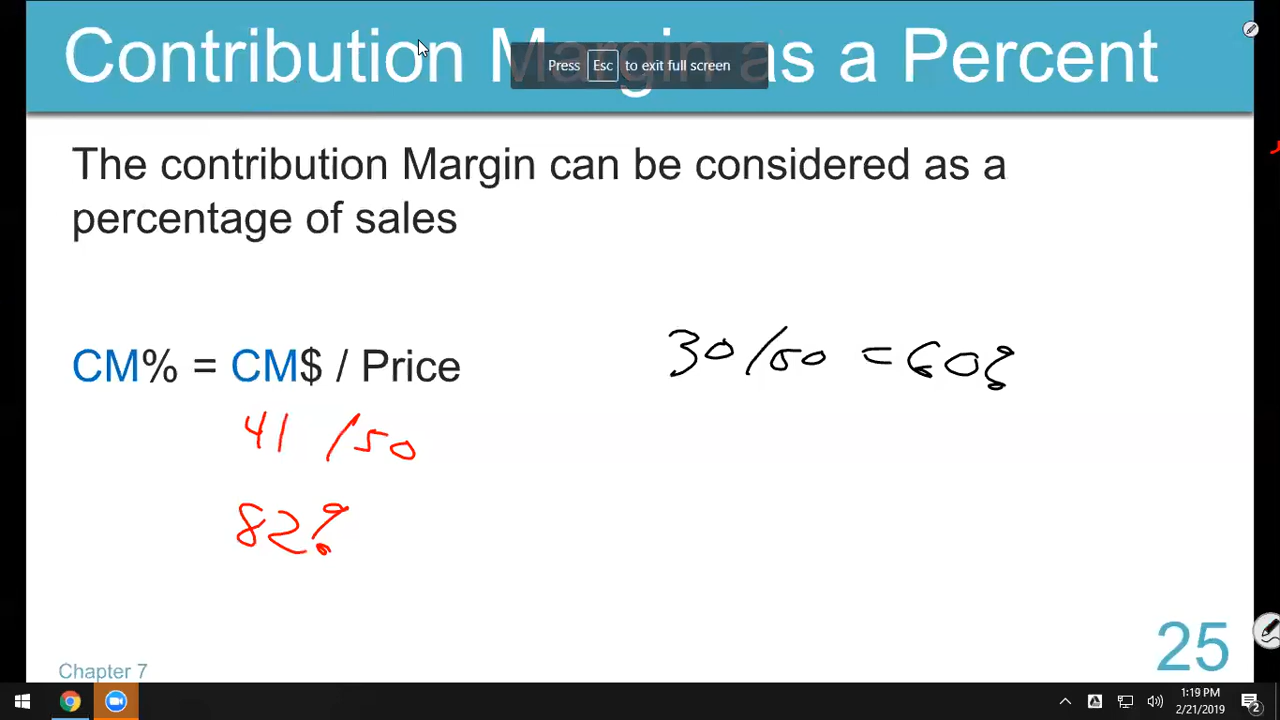 Contribution Margin as a Percent
Press Esc to exit full screen
The contribution Margin can be considered as a
percentage of sales
CM% = CM$ / Price
30/50 = 60%
41 /50
82%
25
Chapter 7
1:19 PM
2/21/2019
2